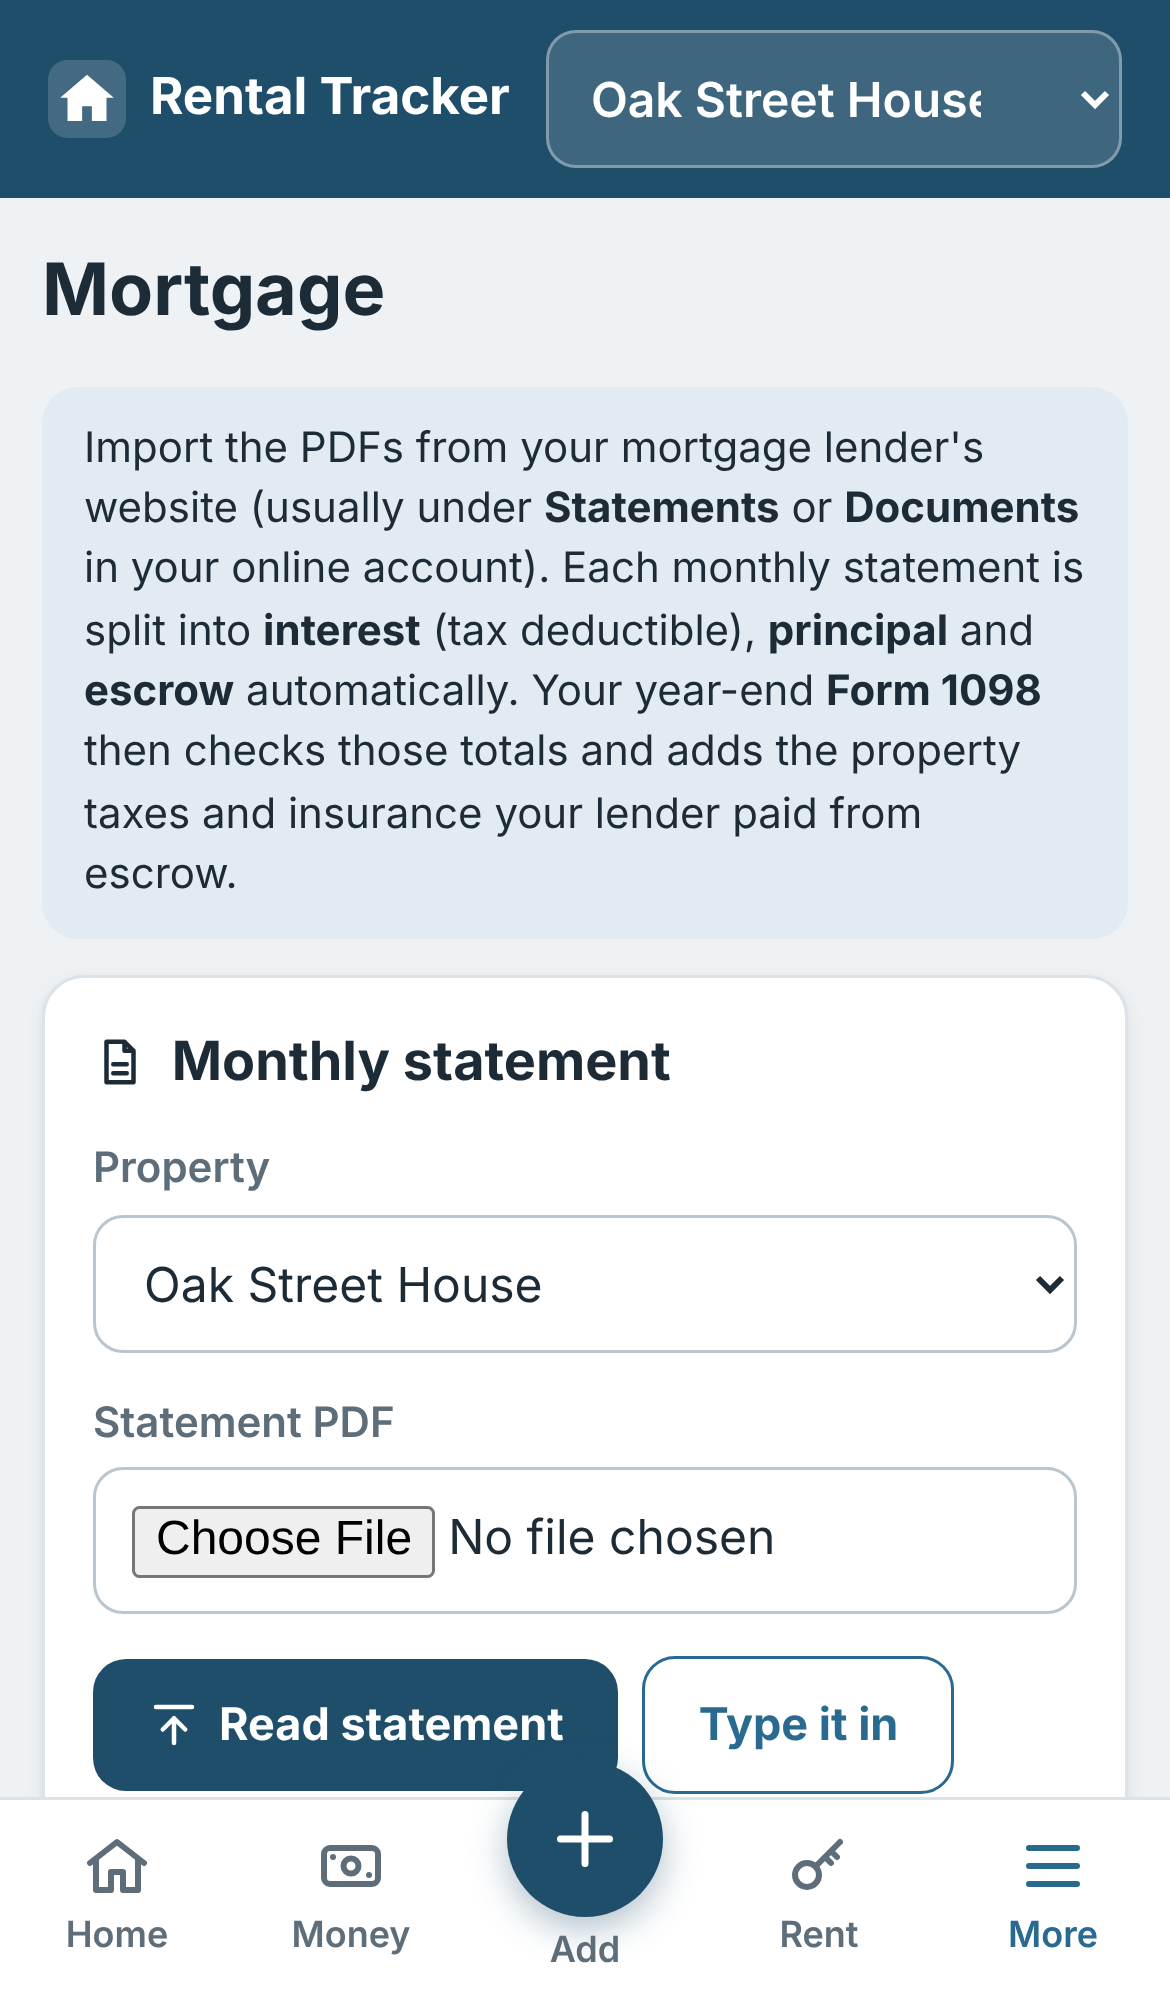 Rental Tracker
Oak Street House
Mortgage
Import the PDFs from your mortgage lender's
website (usually under Statements or Documents
in your online account). Each monthly statement is
split into interest (tax deductible), principal and
escrow automatically. Your year-end Form 1098
then checks those totals and adds the property
taxes and insurance your lender paid from
escrow.
Monthly statement
Property
Oak Street House
Statement PDF
Choose File No file chosen
Read statement
Type it in
Home
Money
Add
Rent
More